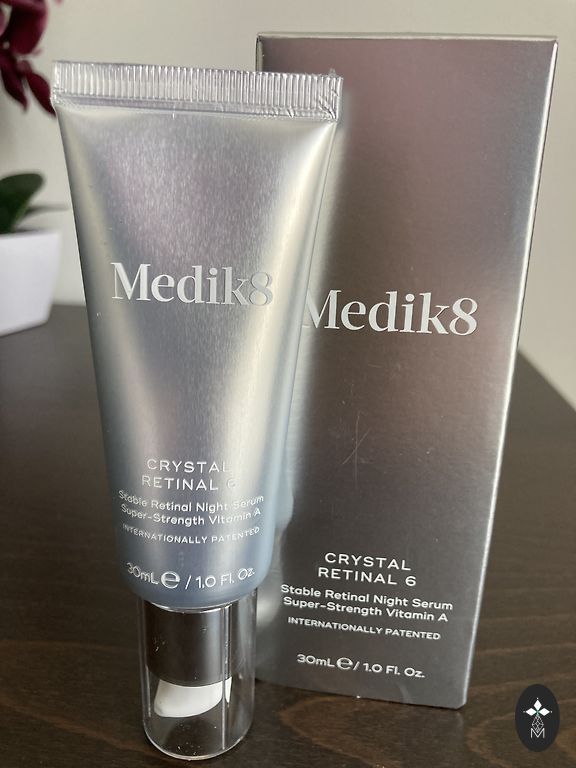 Medik8
CRYSTAL
RETINAL 6
Stable Retinal Night Serum
Super-Strength Vitamin A
INTERNATIONALLY PATENTED
30mL ℮ / 1.0 Fl. Oz.
Medik8
CRYSTAL
RETINAL 6
Stable Retinal Night Serum
Super-Strength Vitamin A
INTERNATIONALLY PATENTED
30mL ℮ / 1.0 Fl. Oz.
M